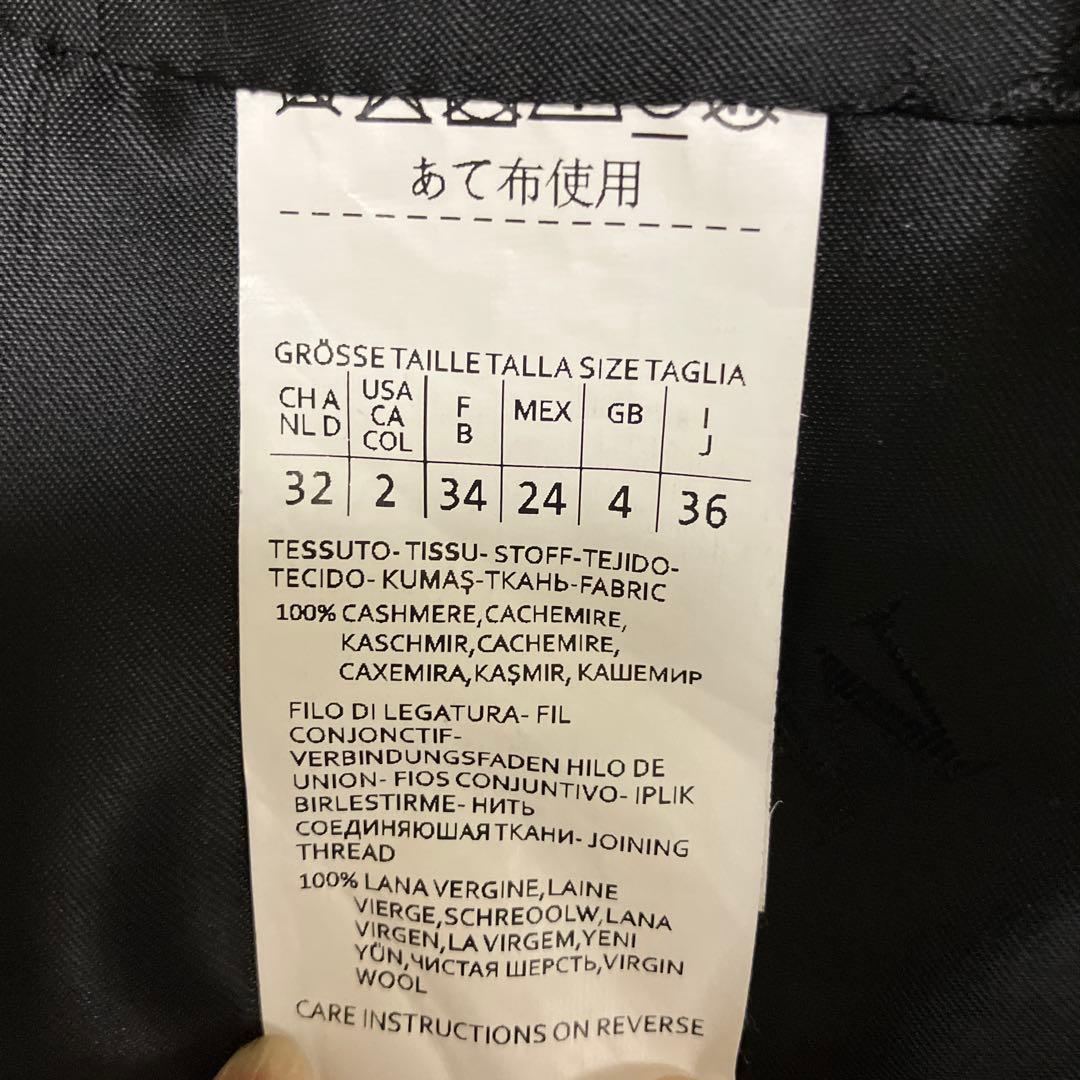 あて布使用
GRÖSSE TAILLE TALLA SIZE TAGLIA
CH A NL D USA CA COL F B MEX GB I J
32 2 34 24 4 36
TESSUTO-TISSU-STOFF-TEJIDO-
TECIDO-KUMAŞ-ТКАНЬ-FABRIC
100% CASHMERE,CACHEMIRE,
KASCHMIR,CACHEMIRE,
CAXEMIRA,KAŞMIR, КАШЕМИР
FILO DI LEGATURA- FIL
CONJONCTIF-
VERBINDUNGSFADEN HILO DE
UNION- FIOS CONJUNTIVO- IPLIK
BIRLESTIRME- НИТЬ
СОЕДИНЯЮШАЯ ТКАНИ- JOINING
THREAD
100% LANA VERGINE,LAINE
VIERGE,SCHREOOLW,LANA
VIRGEN,LA VIRGEM,YENI
YÜN,ЧИСТАЯ ШЕРСТЬ,VIRGIN
WOOL
CARE INSTRUCTIONS ON REVERSE